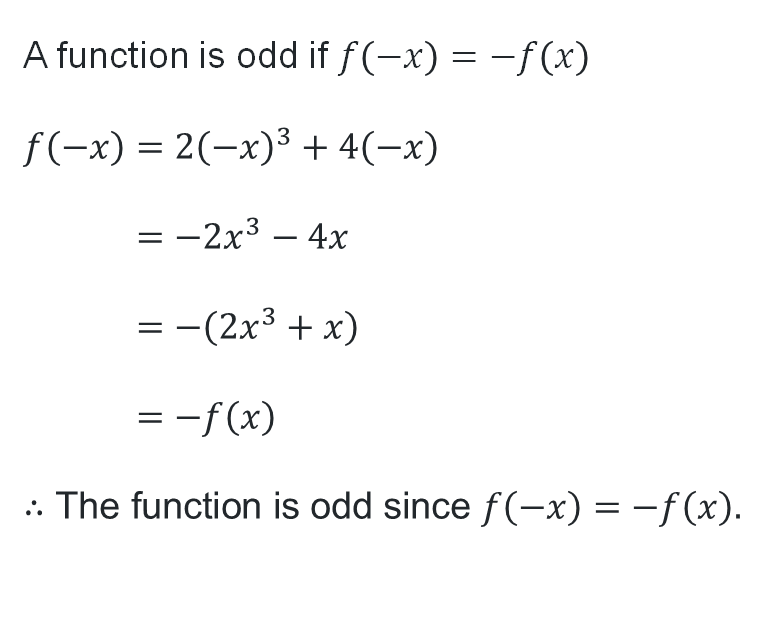 A function is odd if f(−x) = −f(x)
f(−x) = 2(−x)³ + 4(−x)
= −2x³ − 4x
= −(2x³ + x)
= −f(x)
∴ The function is odd since f(−x) = −f(x).